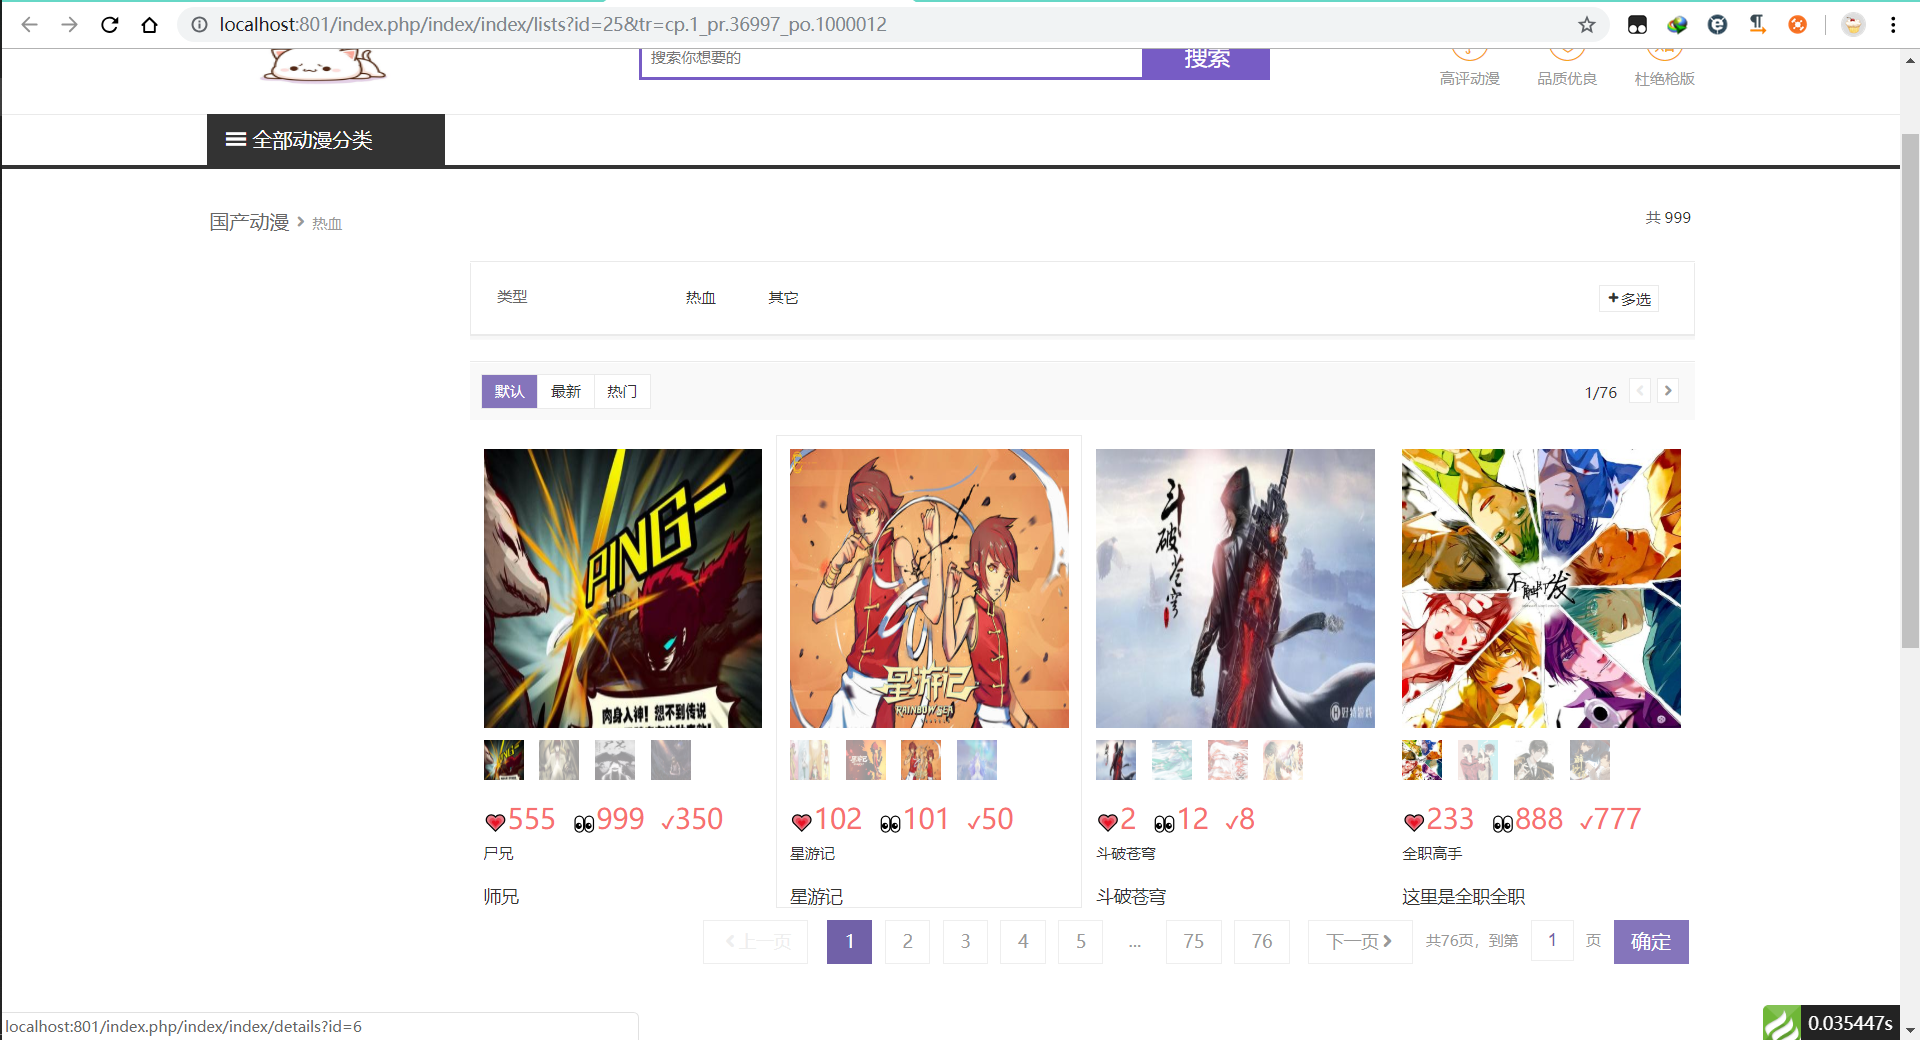 localhost:801/index.php/index/index/lists?id=25&tr=cp.1_pr.36997_po.1000012
搜索你想要的
搜索
高评动漫 品质优良 杜绝枪版
全部动漫分类
国产动漫 热血
共 999
类型 热血 其它
多选
默认 最新 热门
1/76
PING-
肉身入神！想不到传说
星游记
RAINBOW SEA
斗破苍穹
好特游戏
不触即发
555 999 ✓350
102 101 ✓50
2 12 ✓8
233 888 ✓777
尸兄
星游记
斗破苍穹
全职高手
师兄
星游记
斗破苍穹
这里是全职全职
上一页 1 2 3 4 5 ... 75 76 下一页 共76页，到第 1 页 确定
localhost:801/index.php/index/index/details?id=6
0.035447s